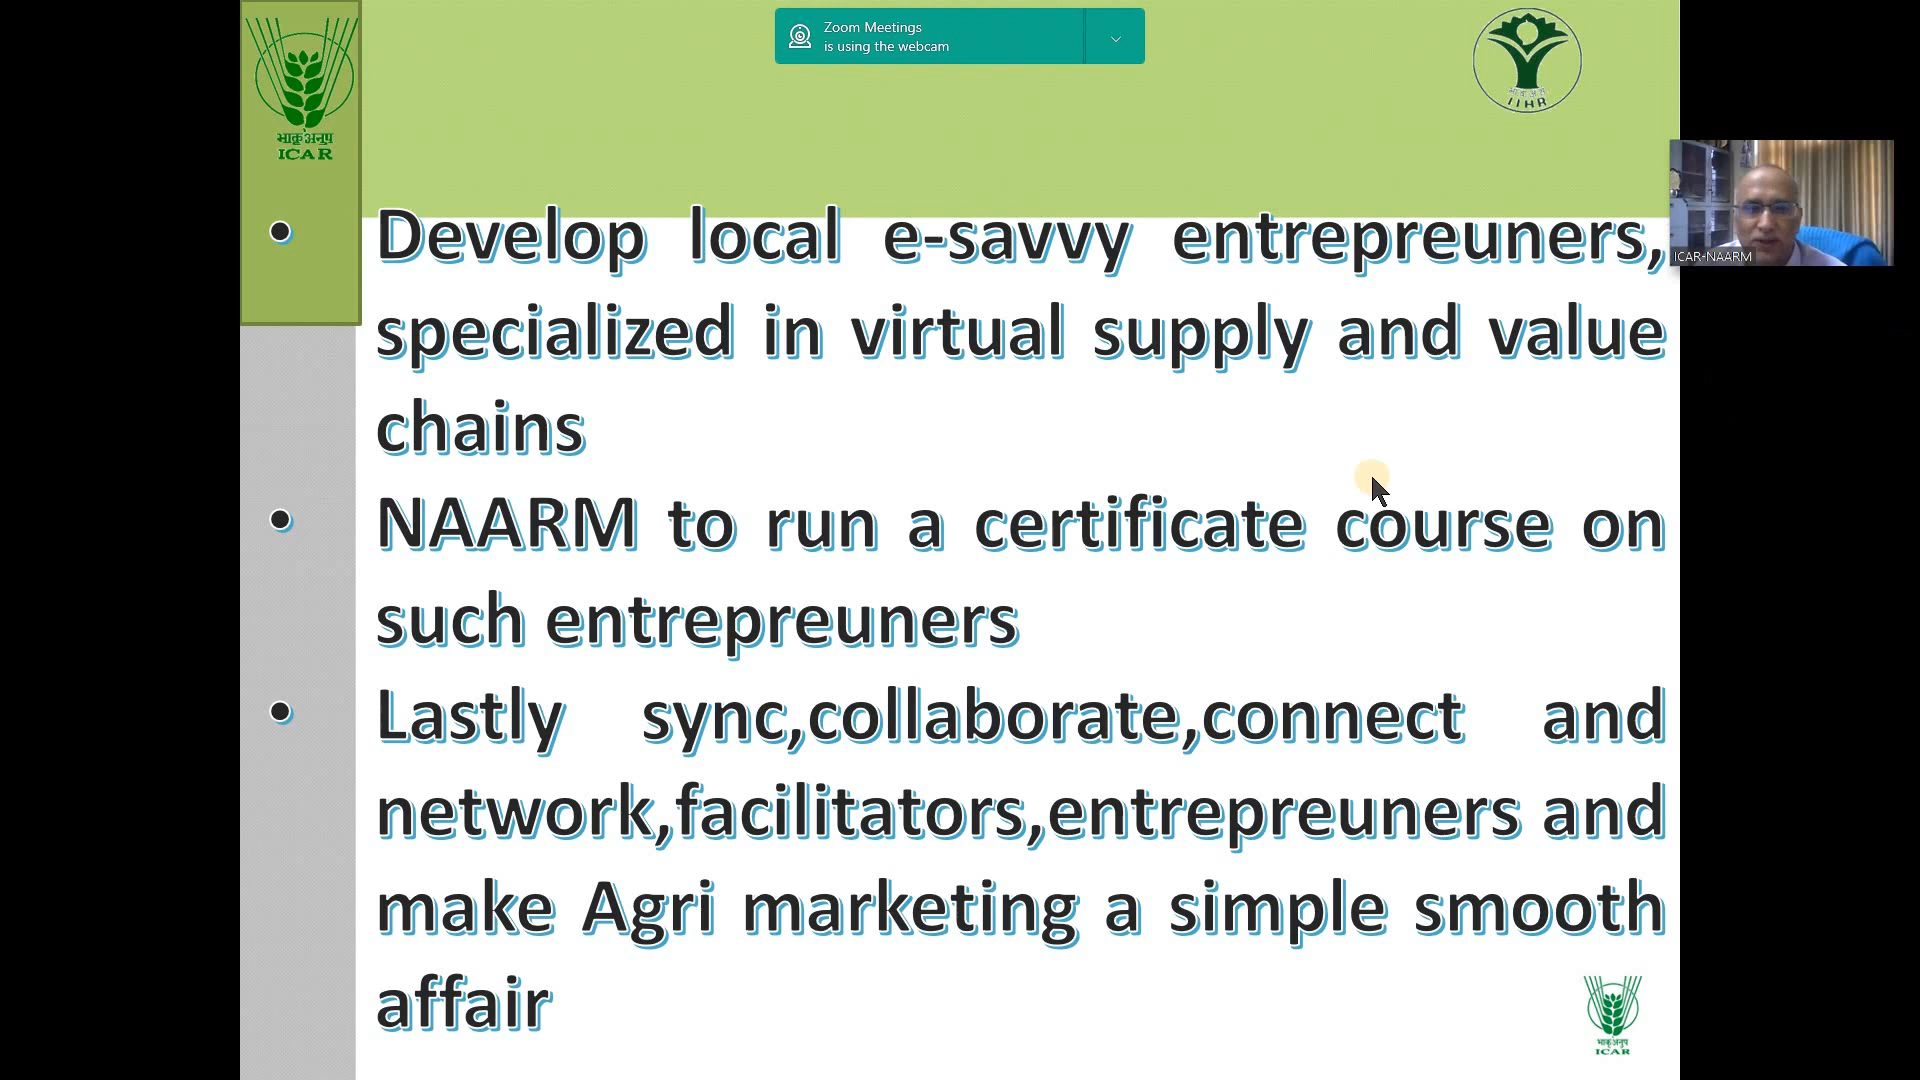 Zoom Meetings
is using the webcam
भाकृअनुप
ICAR
IIHR
ICAR-NAARM
• Develop local e-savvy entrepreuners,
specialized in virtual supply and value
chains
• NAARM to run a certificate course on
such entrepreuners
• Lastly sync,collaborate,connect and
network,facilitators,entrepreuners and
make Agri marketing a simple smooth
affair
भाकृअनुप
ICAR